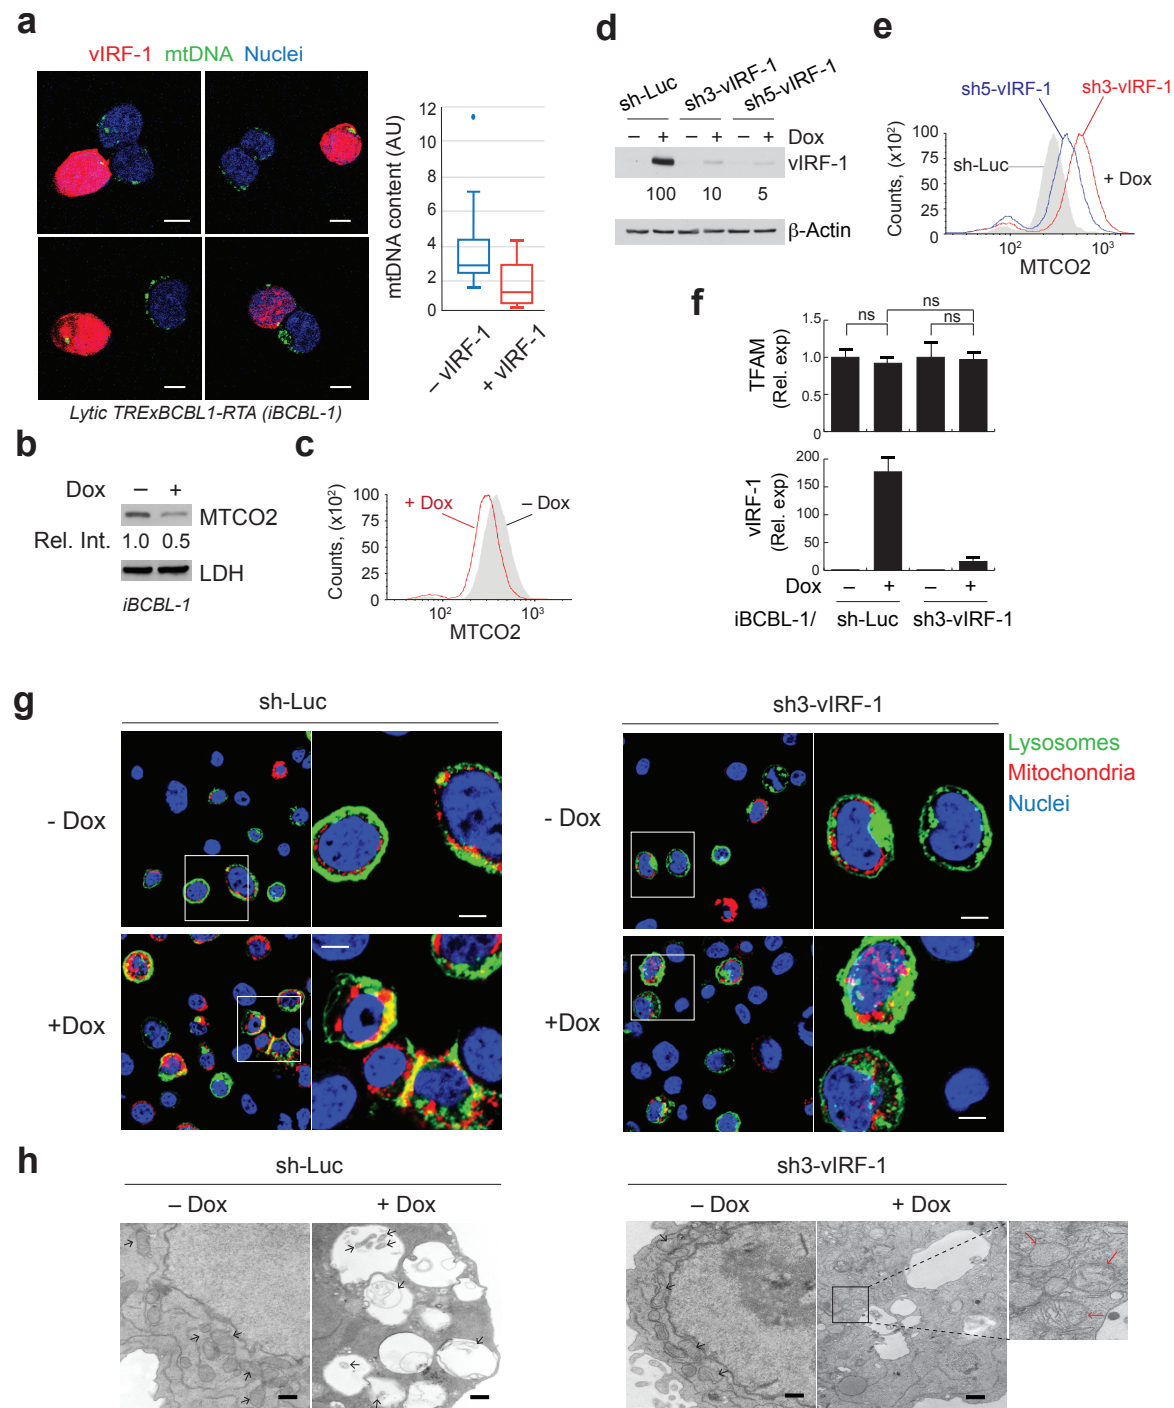 a
vIRF-1 mtDNA Nuclei
mtDNA content (AU)
12
10
8
6
4
2
0
– vIRF-1
+ vIRF-1
Lytic TRExBCBL1-RTA (iBCBL-1)
b
Dox – +
MTCO2
Rel. Int. 1.0 0.5
LDH
iBCBL-1
c
Counts, (x10²)
100
75
50
25
0
+ Dox
– Dox
10² 10³
MTCO2
d
sh-Luc sh3-vIRF-1 sh5-vIRF-1
– + – + – + Dox
vIRF-1
100 10 5
β-Actin
e
sh5-vIRF-1 sh3-vIRF-1
Counts, (x10²)
100
75
50
25
0
sh-Luc
+ Dox
10² 10³
MTCO2
f
TFAM
(Rel. exp)
1.5
1.0
0.5
0
ns ns ns
vIRF-1
(Rel. exp)
200
150
100
50
0
Dox – + – +
iBCBL-1/ sh-Luc sh3-vIRF-1
g
sh-Luc
sh3-vIRF-1
Lysosomes
Mitochondria
Nuclei
- Dox
- Dox
+Dox
+Dox
h
sh-Luc
sh3-vIRF-1
– Dox + Dox
– Dox + Dox